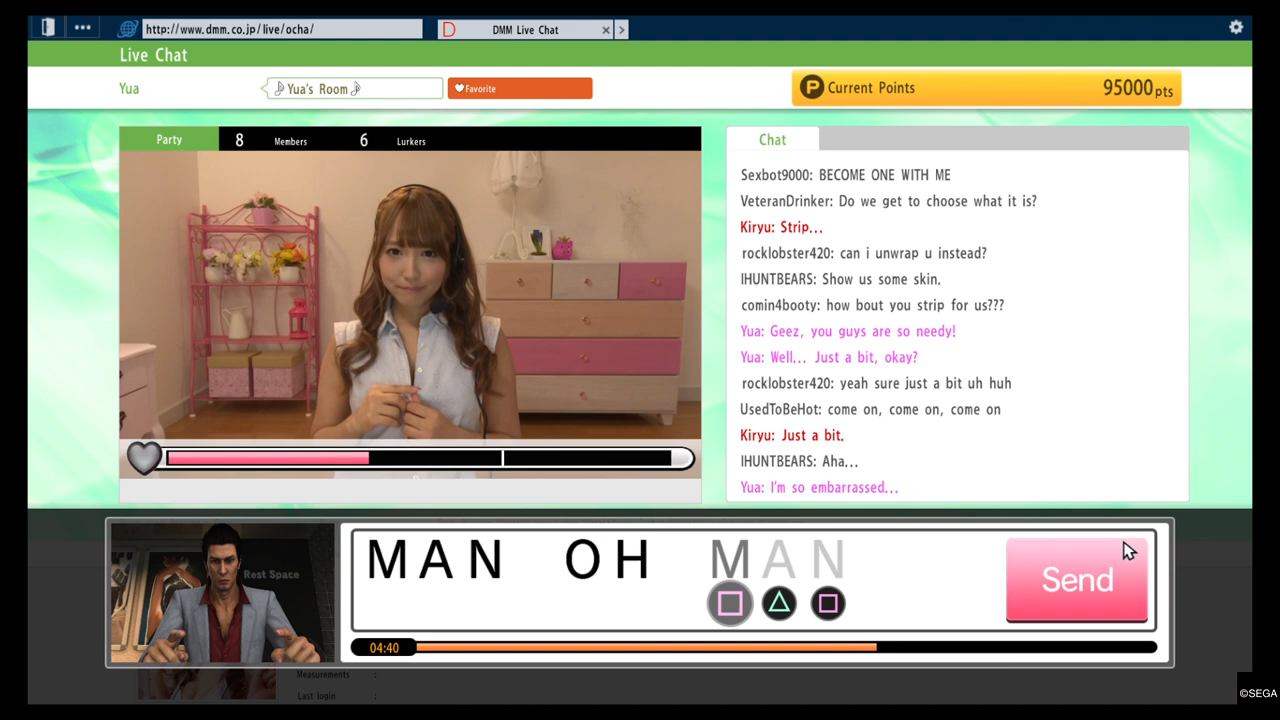 http://www.dmm.co.jp/live/ocha/
DMM Live Chat
Live Chat
Yua
Yua's Room
Favorite
P Current Points 95000pts
Party 8 Members 6 Lurkers
Chat
Sexbot9000: BECOME ONE WITH ME
VeteranDrinker: Do we get to choose what it is?
Kiryu: Strip...
rocklobster420: can i unwrap u instead?
IHUNTBEARS: Show us some skin.
comin4booty: how bout you strip for us???
Yua: Geez, you guys are so needy!
Yua: Well... Just a bit, okay?
rocklobster420: yeah sure just a bit uh huh
UsedToBeHot: come on, come on, come on
Kiryu: Just a bit.
IHUNTBEARS: Aha...
Yua: I'm so embarrassed...
Rest Space
MAN OH MAN
Send
04:40
Measurements :
Last login :
©SEGA